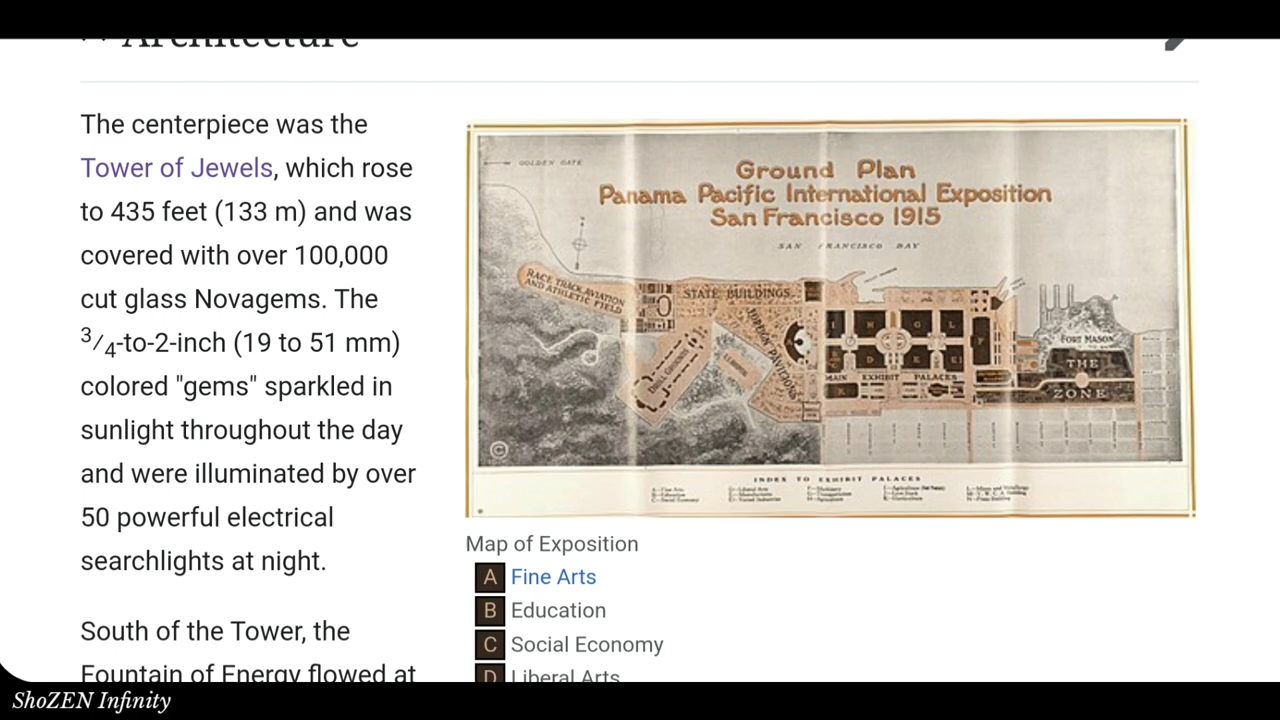 Architecture
The centerpiece was the
Tower of Jewels, which rose
to 435 feet (133 m) and was
covered with over 100,000
cut glass Novagems. The
3/4-to-2-inch (19 to 51 mm)
colored "gems" sparkled in
sunlight throughout the day
and were illuminated by over
50 powerful electrical
searchlights at night.
South of the Tower, the
Fountain of Energy flowed at
GOLDEN GATE
Ground Plan
Panama Pacific International Exposition
San Francisco 1915
SAN FRANCISCO BAY
RACE TRACK, AVIATION
AND ATHLETIC FIELD
STATE BUILDINGS
FOREIGN PAVILIONS
MAIN EXHIBIT PALACES
FORT MASON
THE
ZONE
©
INDEX TO EXHIBIT PALACES
Map of Exposition
A Fine Arts
B Education
C Social Economy
D Liberal Arts
ShoZEN Infinity